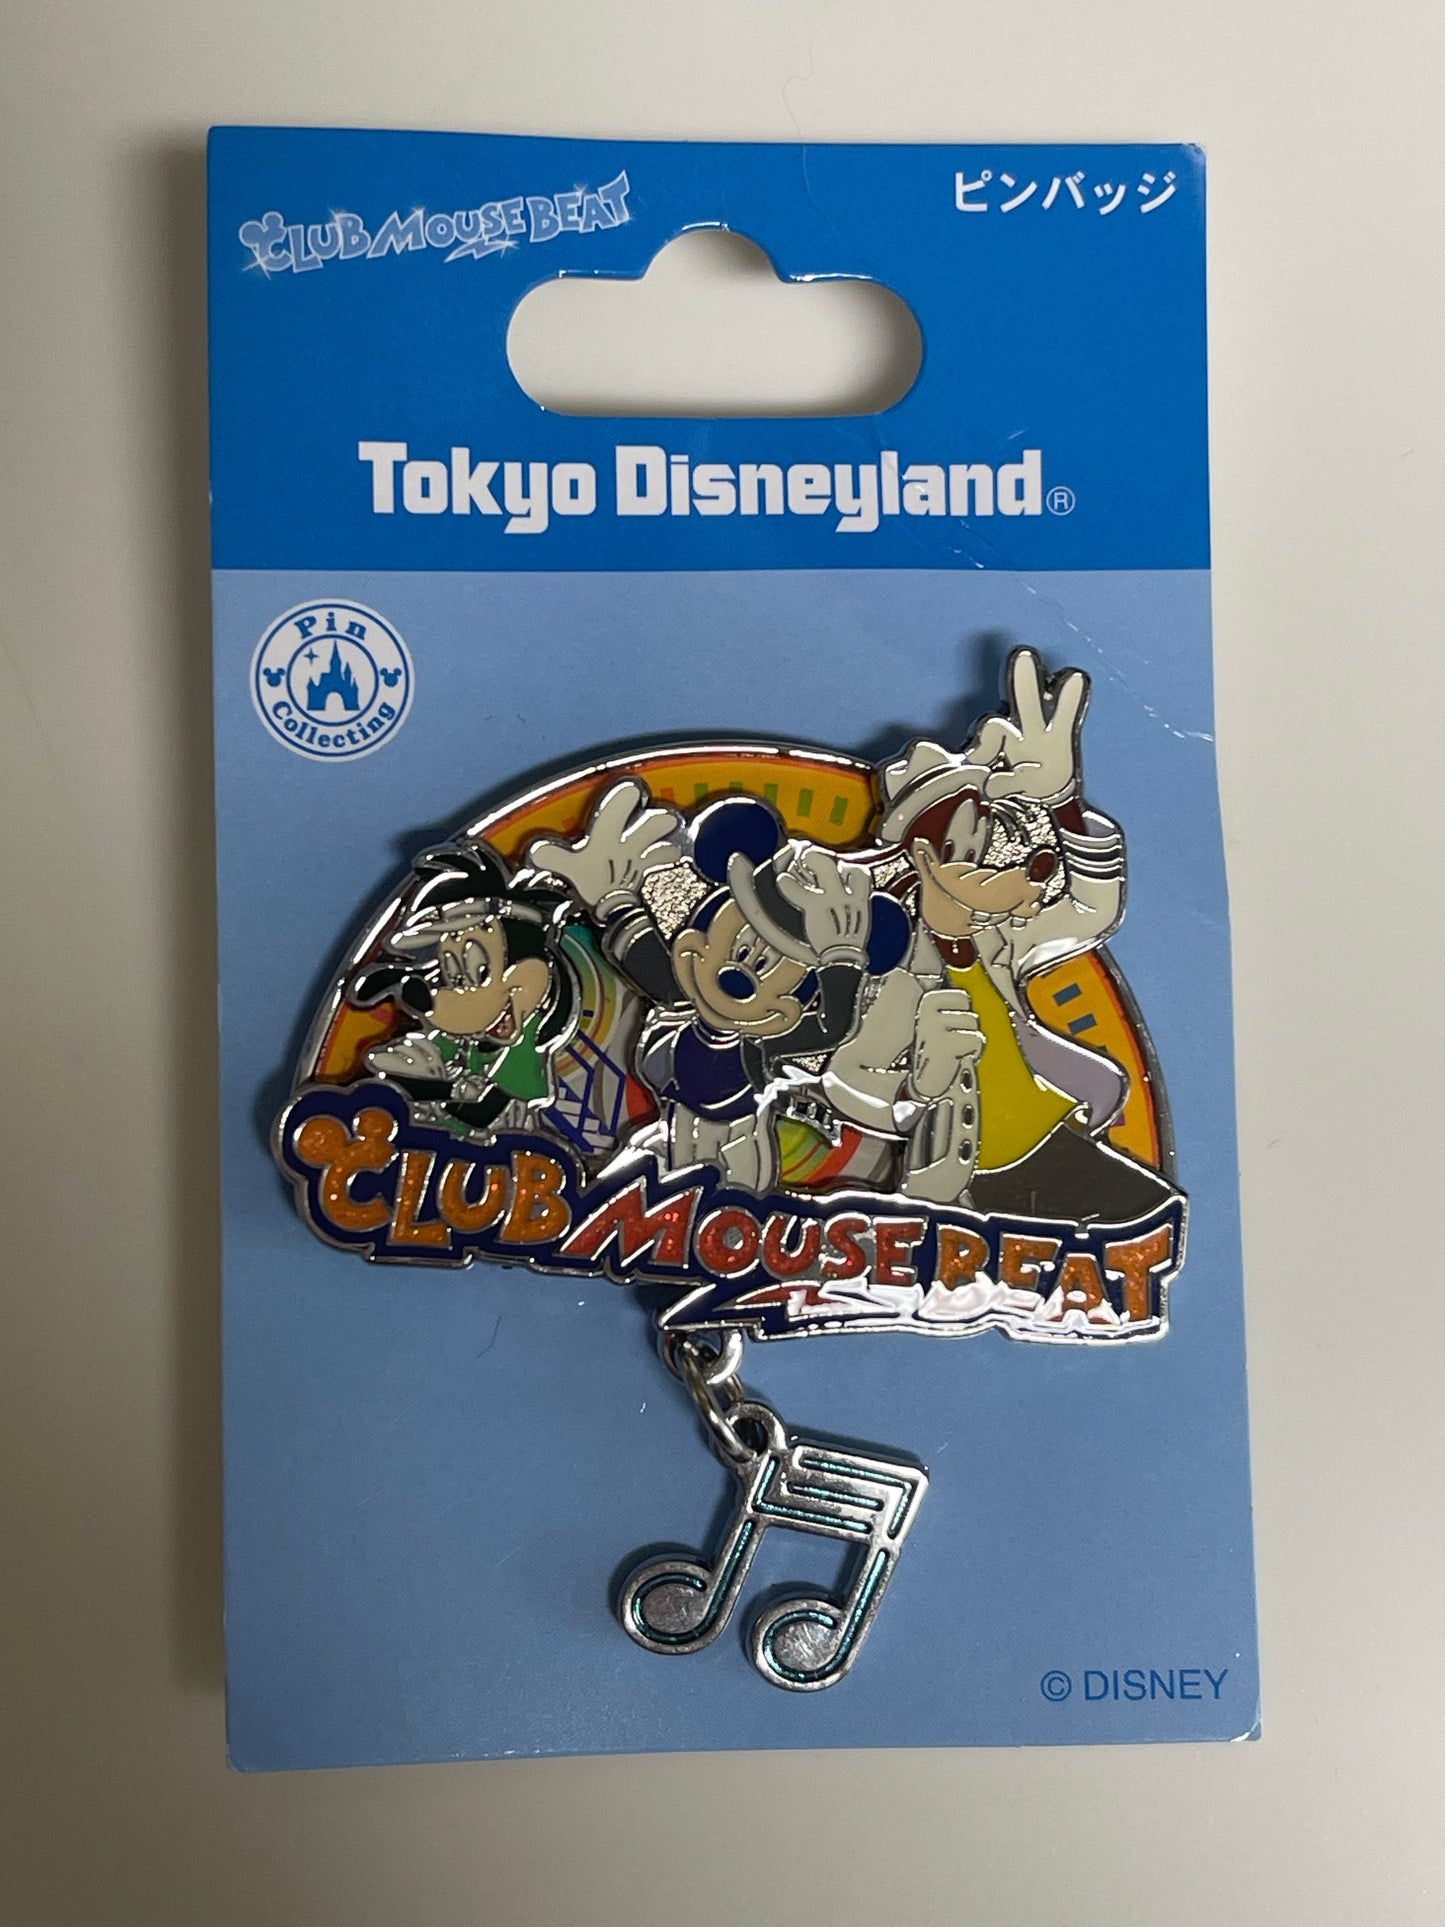 CLUB MOUSE BEAT
ピンバッジ
Tokyo Disneyland®
Pin
Collecting
CLUB MOUSE BEAT
© DISNEY